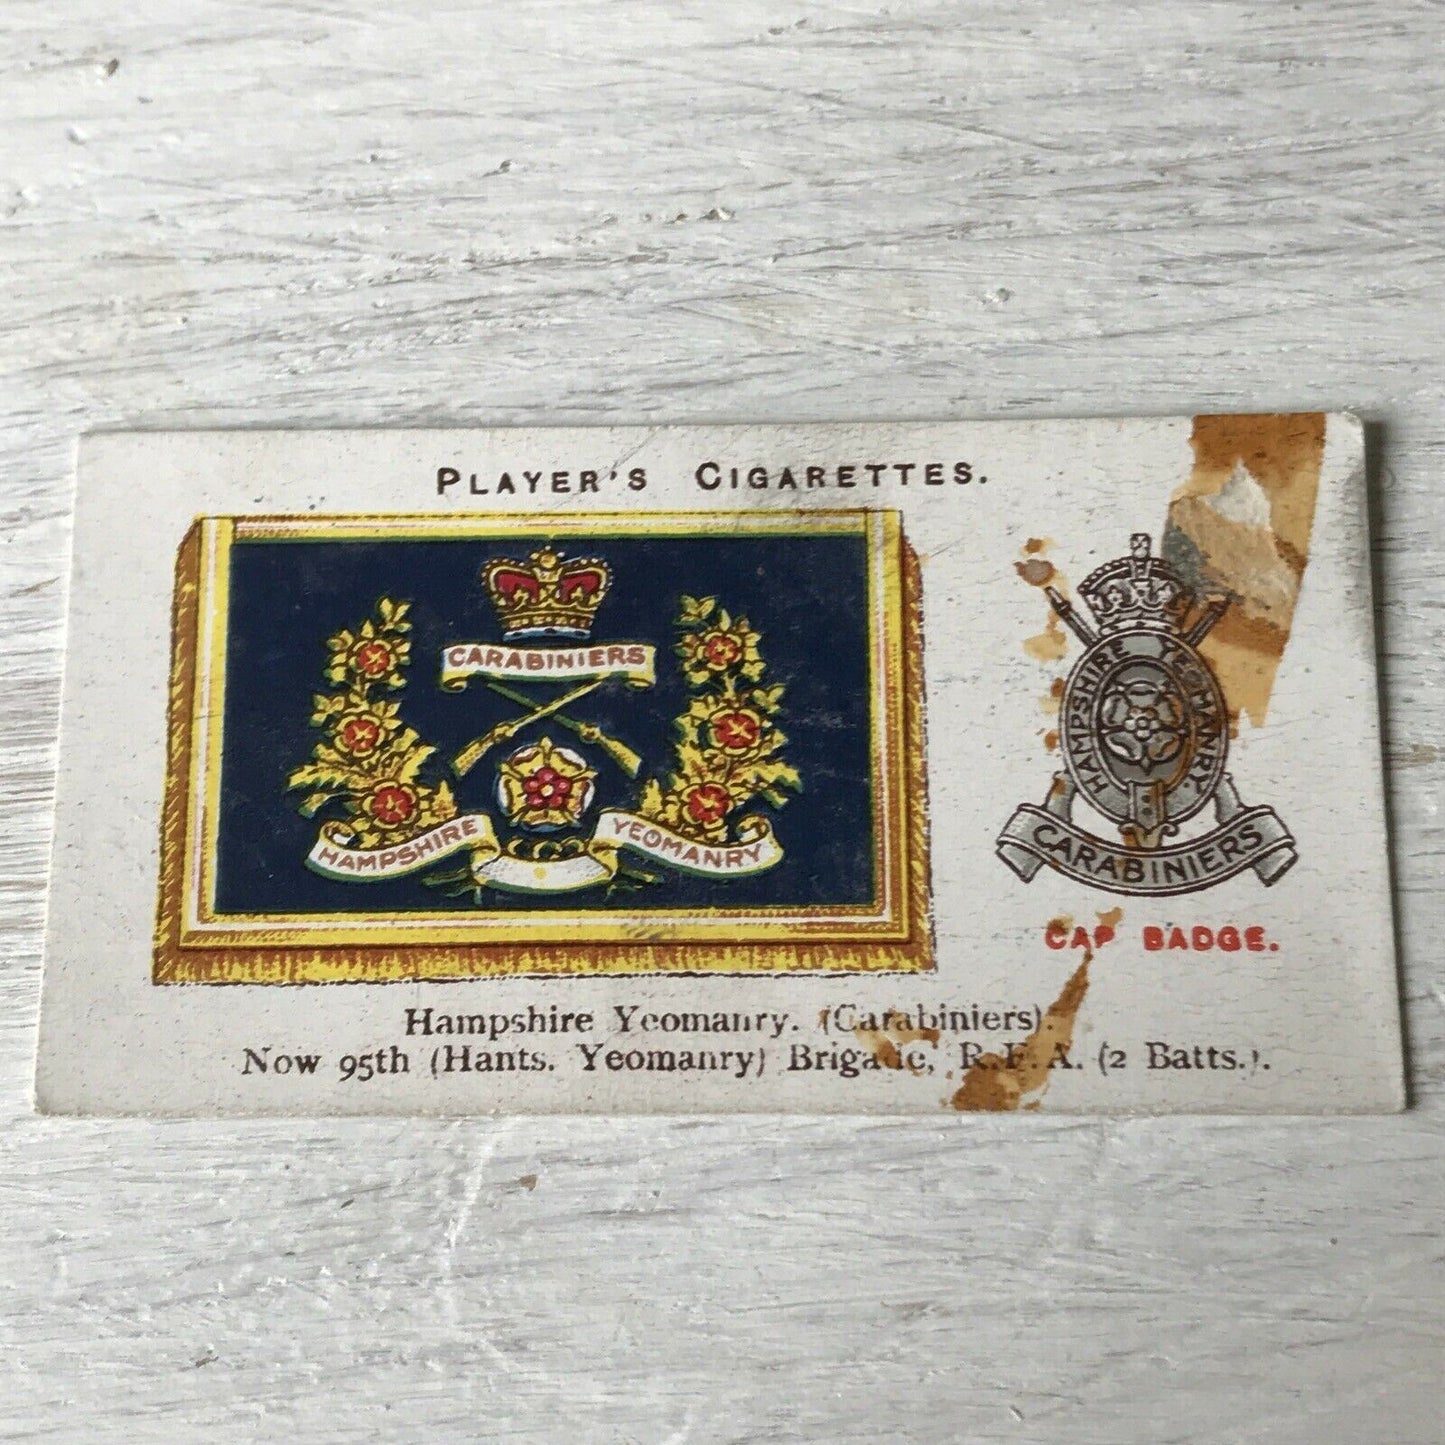 PLAYER'S CIGARETTES.
CARABINIERS
HAMPSHIRE YEOMANRY
HAMPSHIRE YEOMANRY.
CARABINIERS
CAP BADGE.
Hampshire Yeomanry. (Carabiniers).
Now 95th (Hants. Yeomanry) Brigade, R.F.A. (2 Batts.).